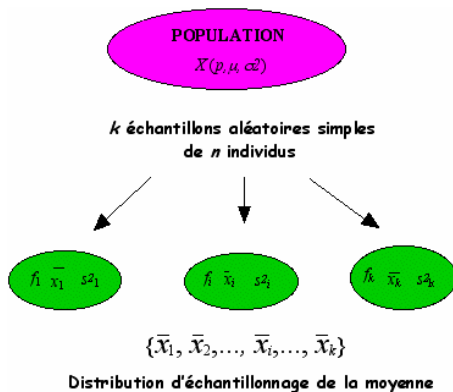 POPULATION
X(p, μ, σ2)
k échantillons aléatoires simples
de n individus
f1 x̄1 s²1 fi x̄i s²i fk x̄k s²k
{x̄1, x̄2,..., x̄i,..., x̄k}
Distribution d'échantillonnage de la moyenne